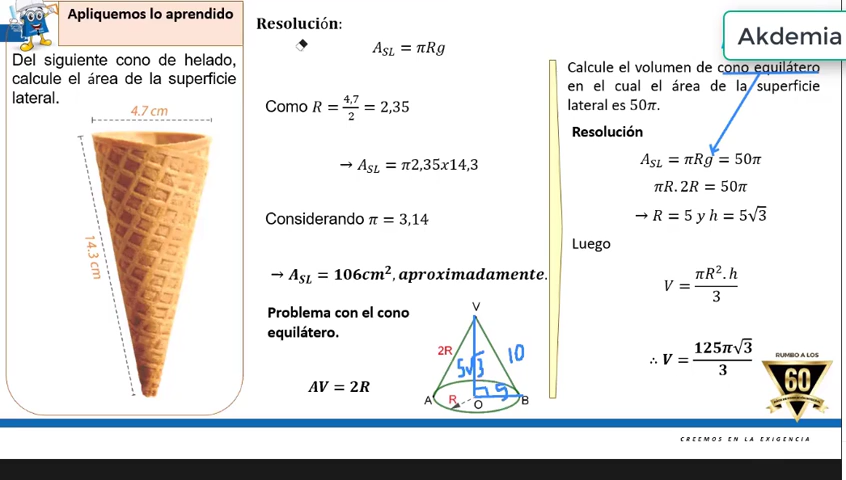 Apliquemos lo aprendido
Del siguiente cono de helado,
calcule el área de la superficie
lateral.
4.7 cm
14.3 cm
Resolución:
A_SL = πRg
Como R = 4,7/2 = 2,35
→ A_SL = π2,35x14,3
Considerando π = 3,14
→ A_SL = 106cm², aproximadamente.
Problema con el cono
equilátero.
AV = 2R
V
2R
5√3
10
A
R
O
5
B
Akdemia
Calcule el volumen de cono equilátero
en el cual el área de la superficie
lateral es 50π.
Resolución
A_SL = πRg = 50π
πR.2R = 50π
→ R = 5 y h = 5√3
Luego
V = πR².h/3
∴ V = 125π√3/3
RUMBO A LOS
60
CREEMOS EN LA EXIGENCIA